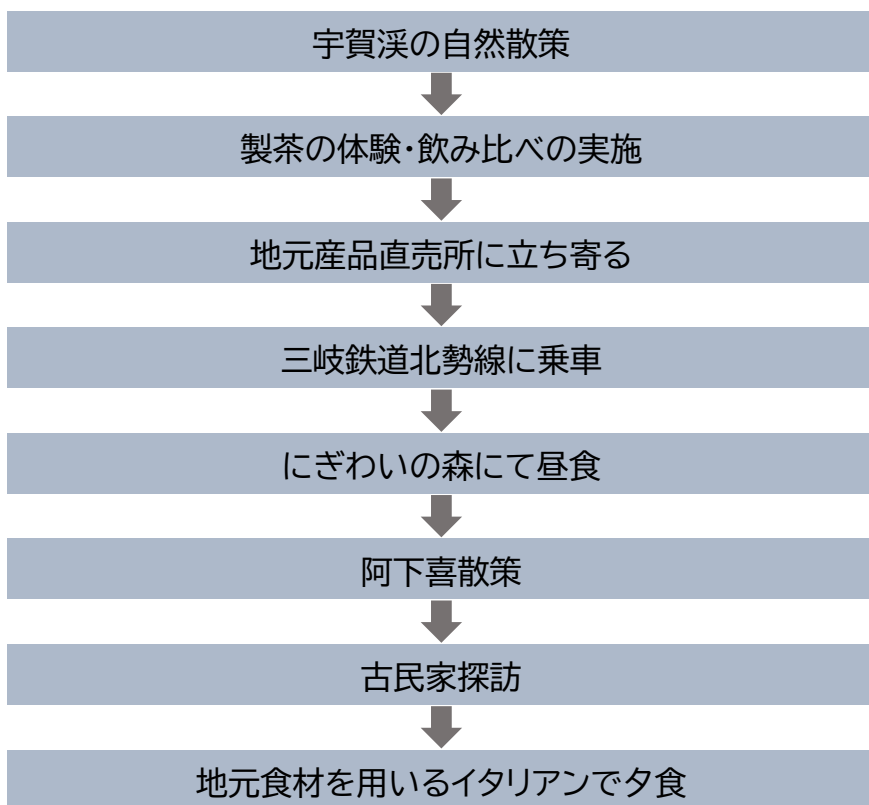 宇賀渓の自然散策
製茶の体験・飲み比べの実施
地元産品直売所に立ち寄る
三岐鉄道北勢線に乗車
にぎわいの森にて昼食
阿下喜散策
古民家探訪
地元食材を用いるイタリアンで夕食